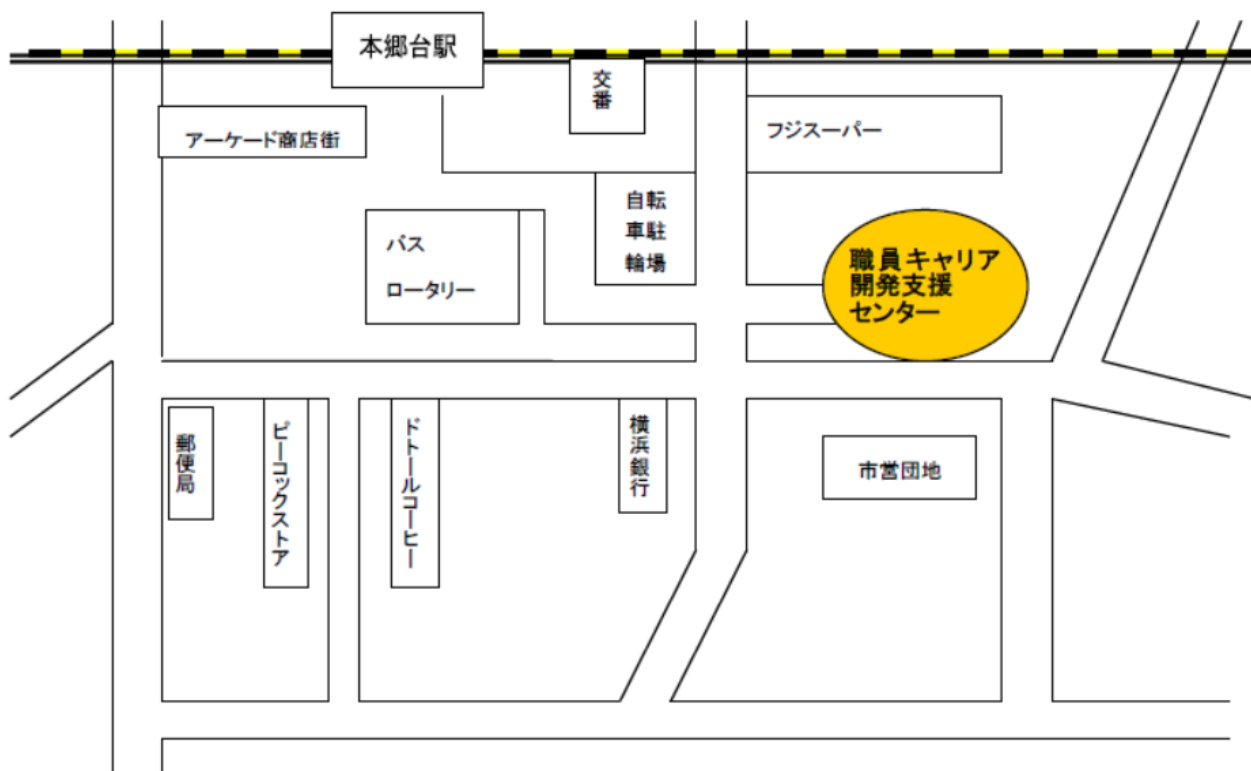 本郷台駅
交番
アーケード商店街
フジスーパー
自転
車駐
輪場
バス
ロータリー
職員キャリア
開発支援
センター
郵便局
ピーコックストア
ドトールコーヒー
横浜銀行
市営団地